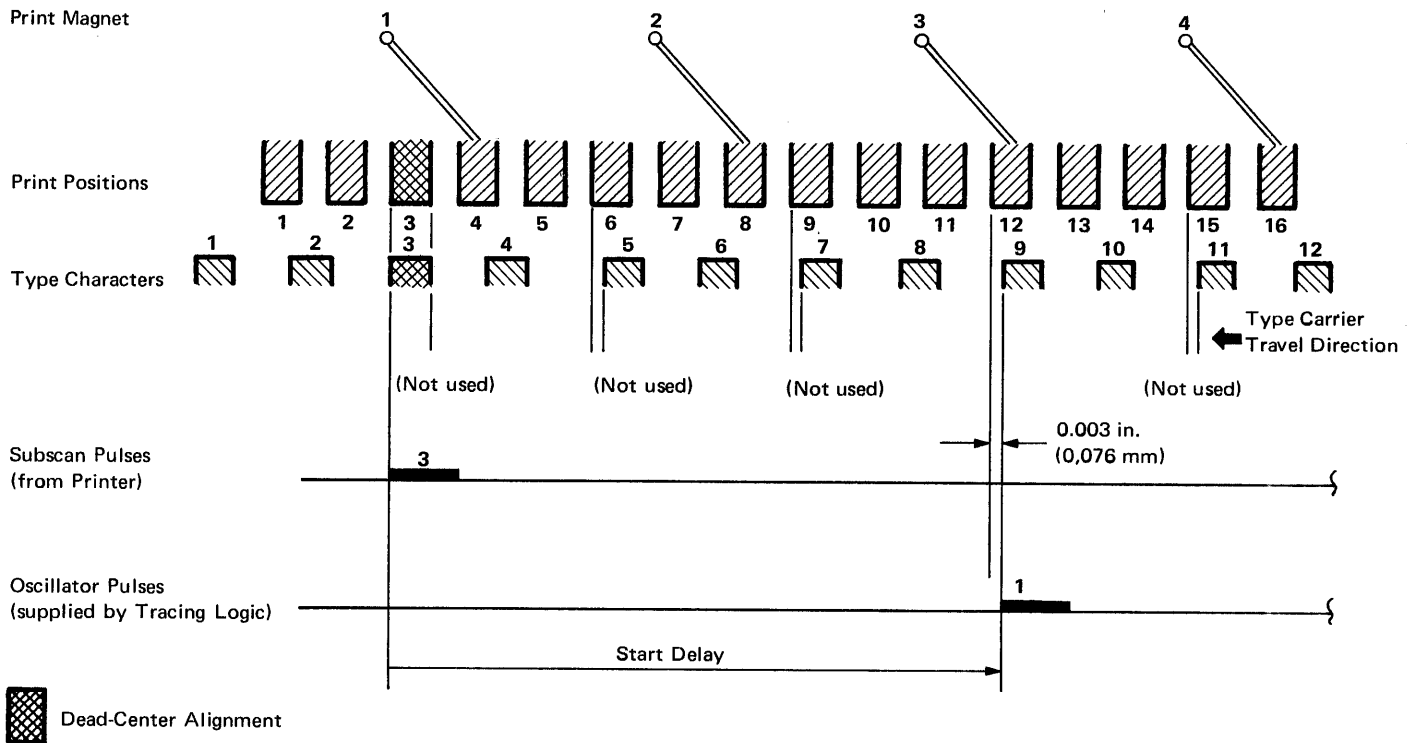 Print Magnet
1 2 3 4
Print Positions
1 2 3 4 5 6 7 8 9 10 11 12 13 14 15 16
1 2 3 4 5 6 7 8 9 10 11 12
Type Characters
Type Carrier
Travel Direction
(Not used) (Not used) (Not used) (Not used)
0.003 in.
(0,076 mm)
Subscan Pulses
(from Printer)
3
Oscillator Pulses
(supplied by Tracing Logic)
1
Start Delay
Dead-Center Alignment